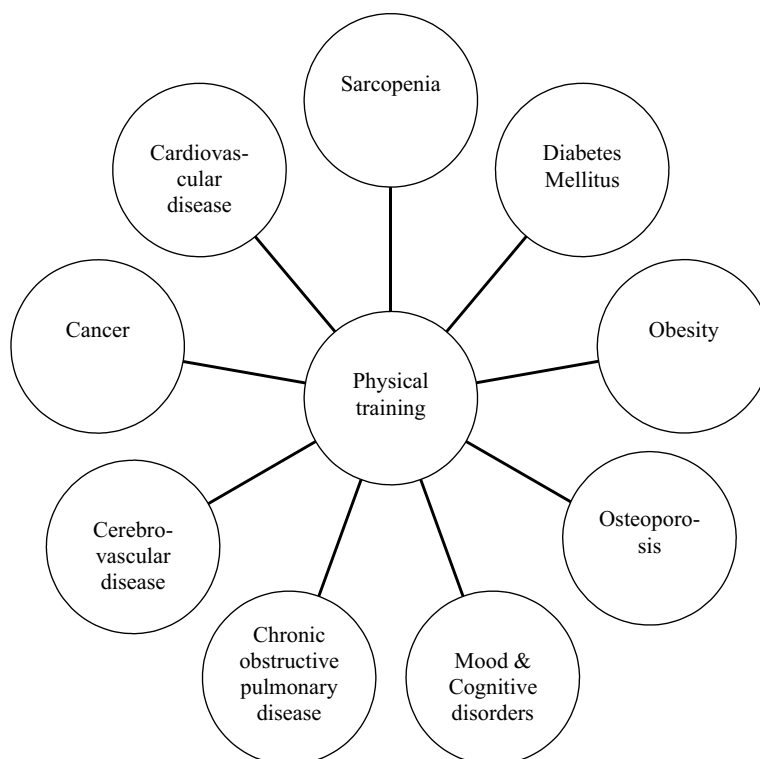 Sarcopenia
Cardiovas-
cular
disease
Diabetes
Mellitus
Cancer
Obesity
Physical
training
Cerebro-
vascular
disease
Osteoporo-
sis
Chronic
obstructive
pulmonary
disease
Mood &
Cognitive
disorders